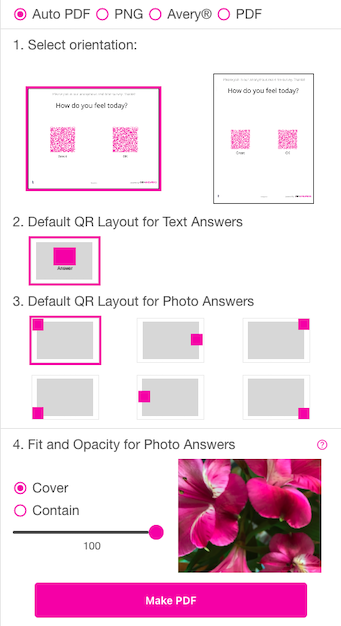 Auto PDF PNG Avery® PDF
1. Select orientation:
How do you feel today?
How do you feel today?
Great
OK
2. Default QR Layout for Text Answers
Answer
3. Default QR Layout for Photo Answers
4. Fit and Opacity for Photo Answers ?
Cover
Contain
100
Make PDF